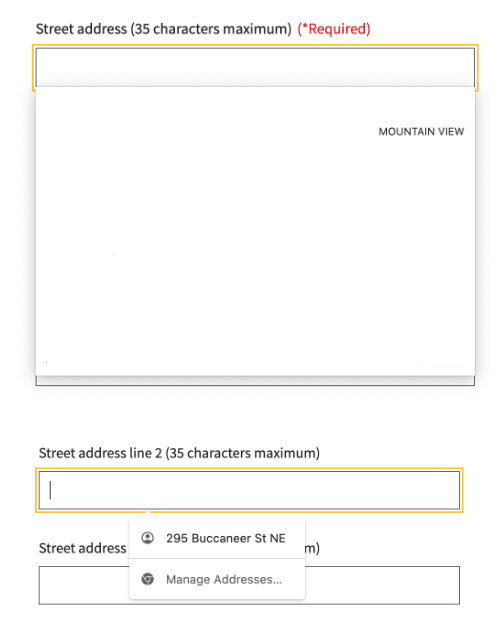 Street address (35 characters maximum) (*Required)
MOUNTAIN VIEW
Street address line 2 (35 characters maximum)
295 Buccaneer St NE
Street address m)
Manage Addresses...